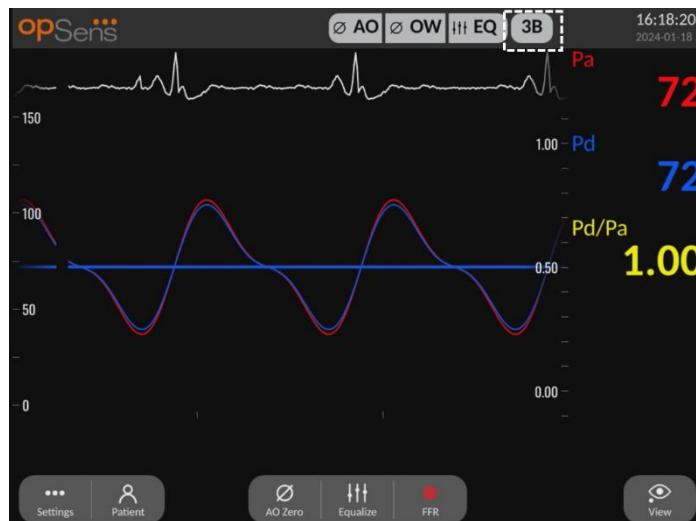 opSens
AO OW EQ 3B
16:18:20
2024-01-18
Pa
72
150
1.00
Pd
72
100
Pd/Pa
1.00
0.50
50
0.00
0
Settings Patient AO Zero Equalize FFR View